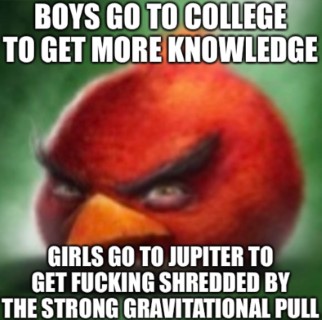 BOYS GO TO COLLEGE
TO GET MORE KNOWLEDGE
GIRLS GO TO JUPITER TO
GET FUCKING SHREDDED BY
THE STRONG GRAVITATIONAL PULL